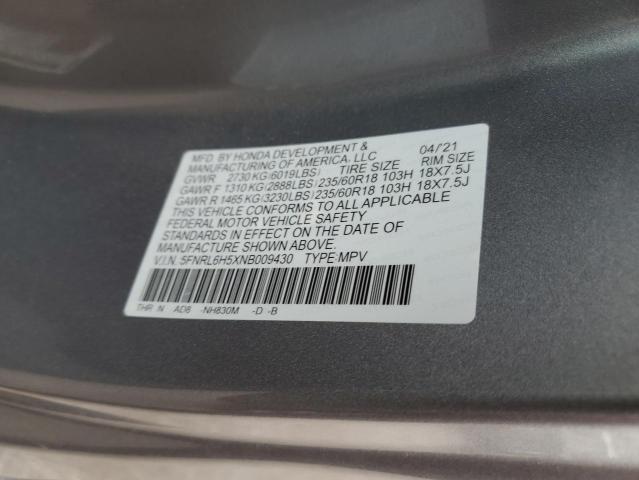 MFD. BY HONDA DEVELOPMENT & 04/21
MANUFACTURING OF AMERICA, LLC
GVWR 2730 KG(6019LBS) TIRE SIZE RIM SIZE
GAWR F 1310 KG(2888LBS)235/60R18 103H 18X7.5J
GAWR R 1465 KG(3230LBS)235/60R18 103H 18X7.5J
THIS VEHICLE CONFORMS TO ALL APPLICABLE
FEDERAL MOTOR VEHICLE SAFETY
STANDARDS IN EFFECT ON THE DATE OF
MANUFACTURE SHOWN ABOVE.
V.I.N. 5FNRL6H5XNB009430 TYPE:MPV
THR N AD8 -NH830M -D -B